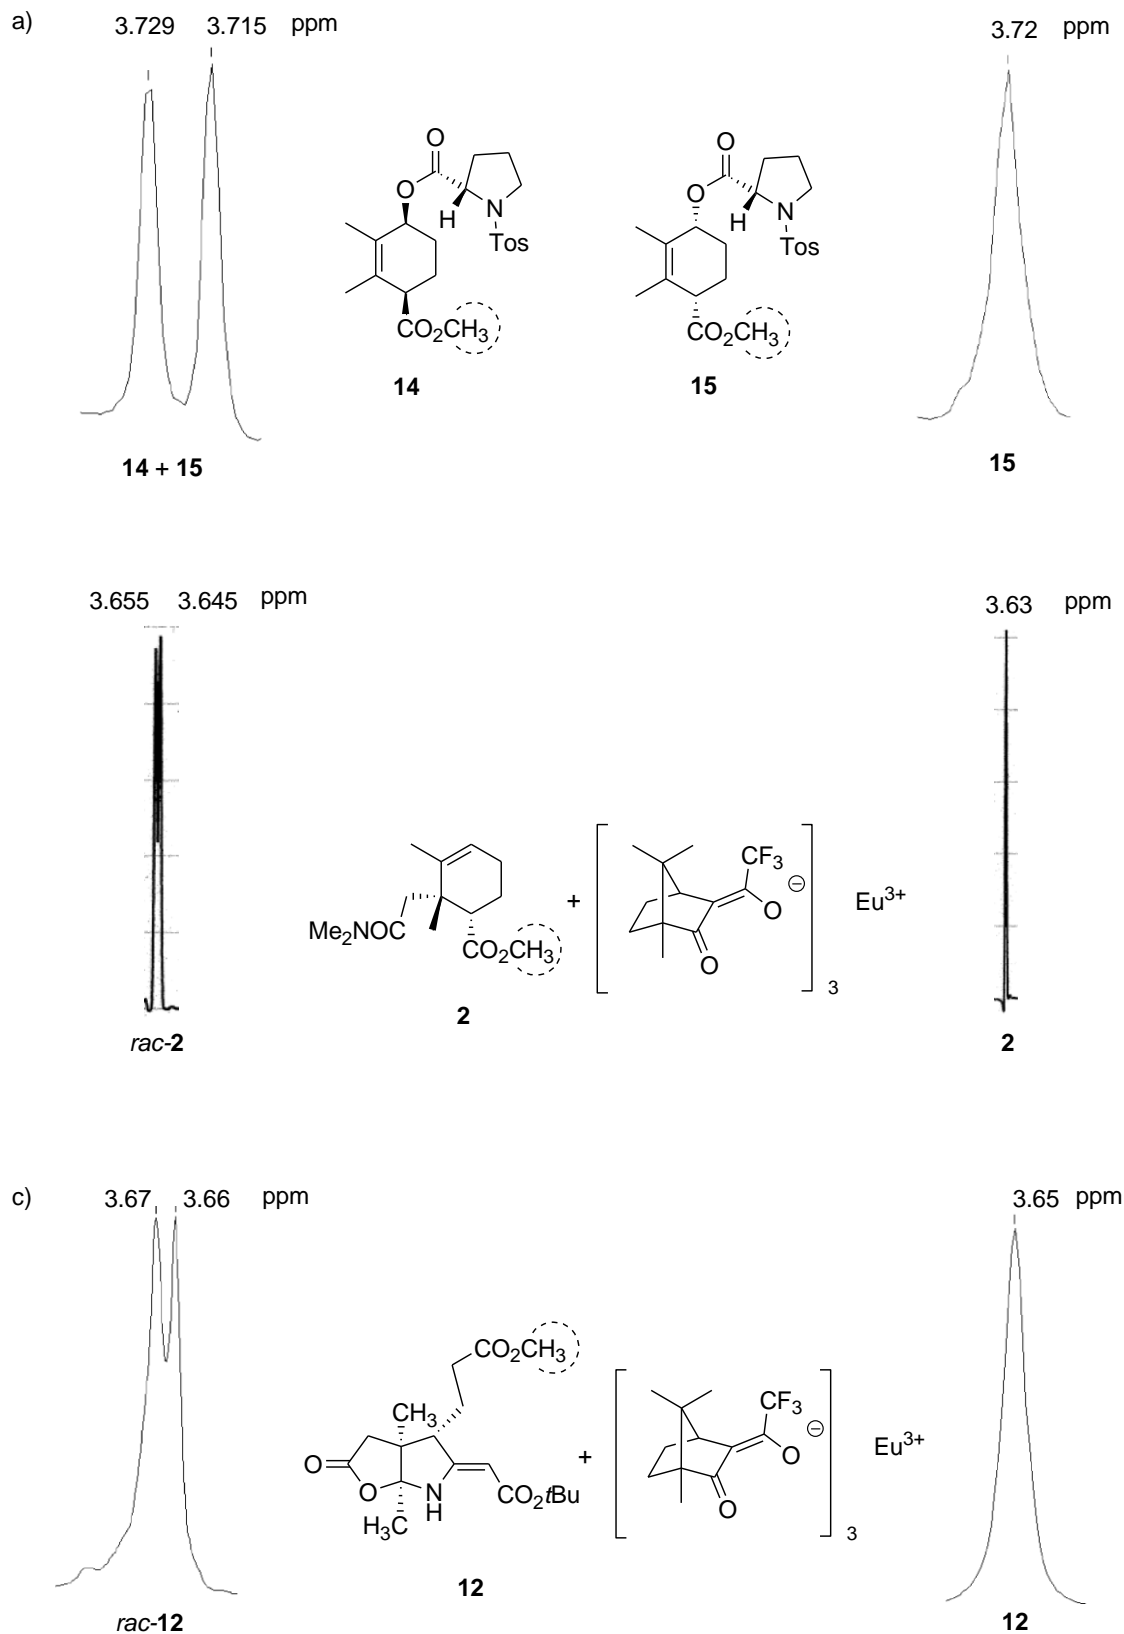 a)
3.729 3.715 ppm
3.72 ppm
O
O
H
N
Tos
CO2CH3
14
O
O
H
N
Tos
CO2CH3
15
14 + 15
15
3.655 3.645 ppm
3.63 ppm
Me2NOC
CO2CH3
2
+
CF3
O
O
⊖
3
Eu3+
rac-2
2
c)
3.67 3.66 ppm
3.65 ppm
CO2CH3
CH3
O
O
N
H
H3C
CO2tBu
12
+
CF3
O
O
⊖
3
Eu3+
rac-12
12